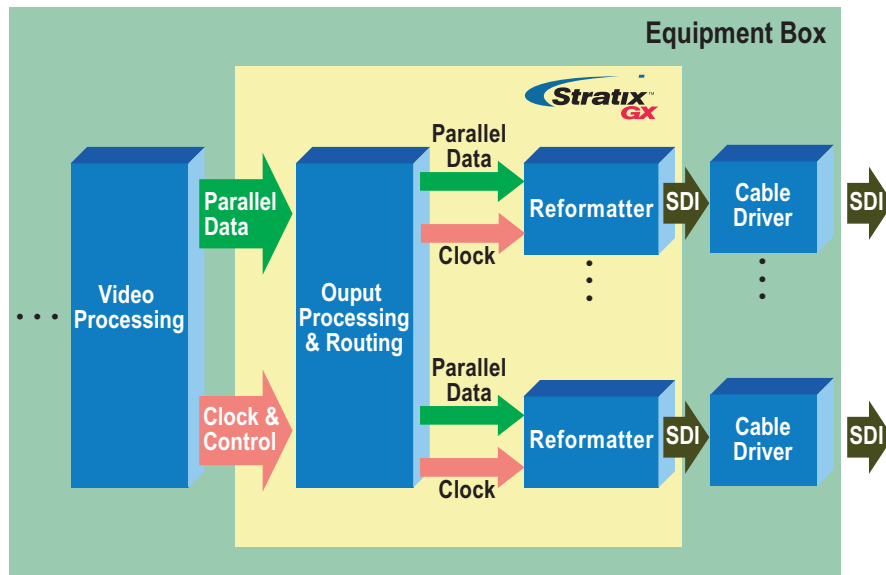 Equipment Box
Stratix™
GX
Parallel
Data
Video
Processing
Clock &
Control
Ouput
Processing
& Routing
Parallel
Data
Clock
Reformatter
SDI
Cable
Driver
SDI
Parallel
Data
Clock
Reformatter
SDI
Cable
Driver
SDI